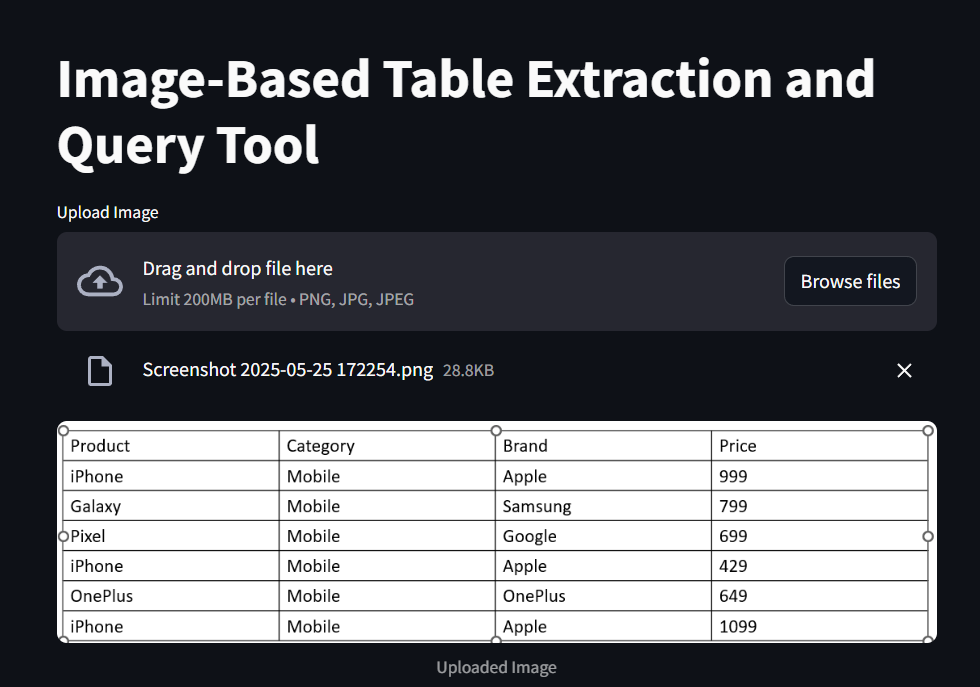 Image-Based Table Extraction and
Query Tool
Upload Image
Drag and drop file here
Limit 200MB per file • PNG, JPG, JPEG
Browse files
Screenshot 2025-05-25 172254.png 28.8KB
Product Category Brand Price
iPhone Mobile Apple 999
Galaxy Mobile Samsung 799
Pixel Mobile Google 699
iPhone Mobile Apple 429
OnePlus Mobile OnePlus 649
iPhone Mobile Apple 1099
Uploaded Image